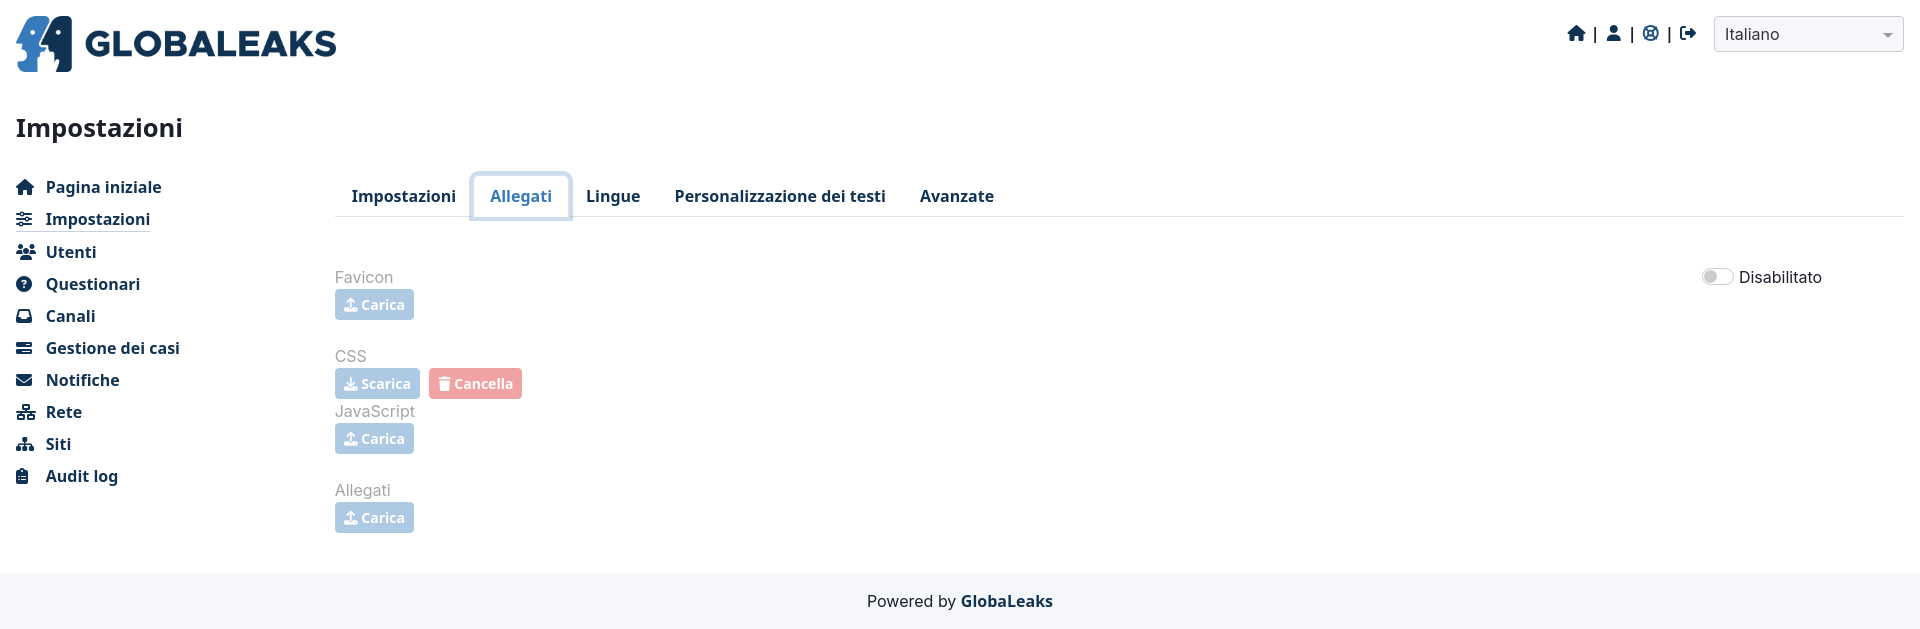 GLOBALEAKS
| | |
Italiano
Impostazioni
Pagina iniziale
Impostazioni
Utenti
Questionari
Canali
Gestione dei casi
Notifiche
Rete
Siti
Audit log
Impostazioni Allegati Lingue Personalizzazione dei testi Avanzate
Favicon
Disabilitato
Carica
CSS
Scarica Cancella
JavaScript
Carica
Allegati
Carica
Powered by GlobaLeaks